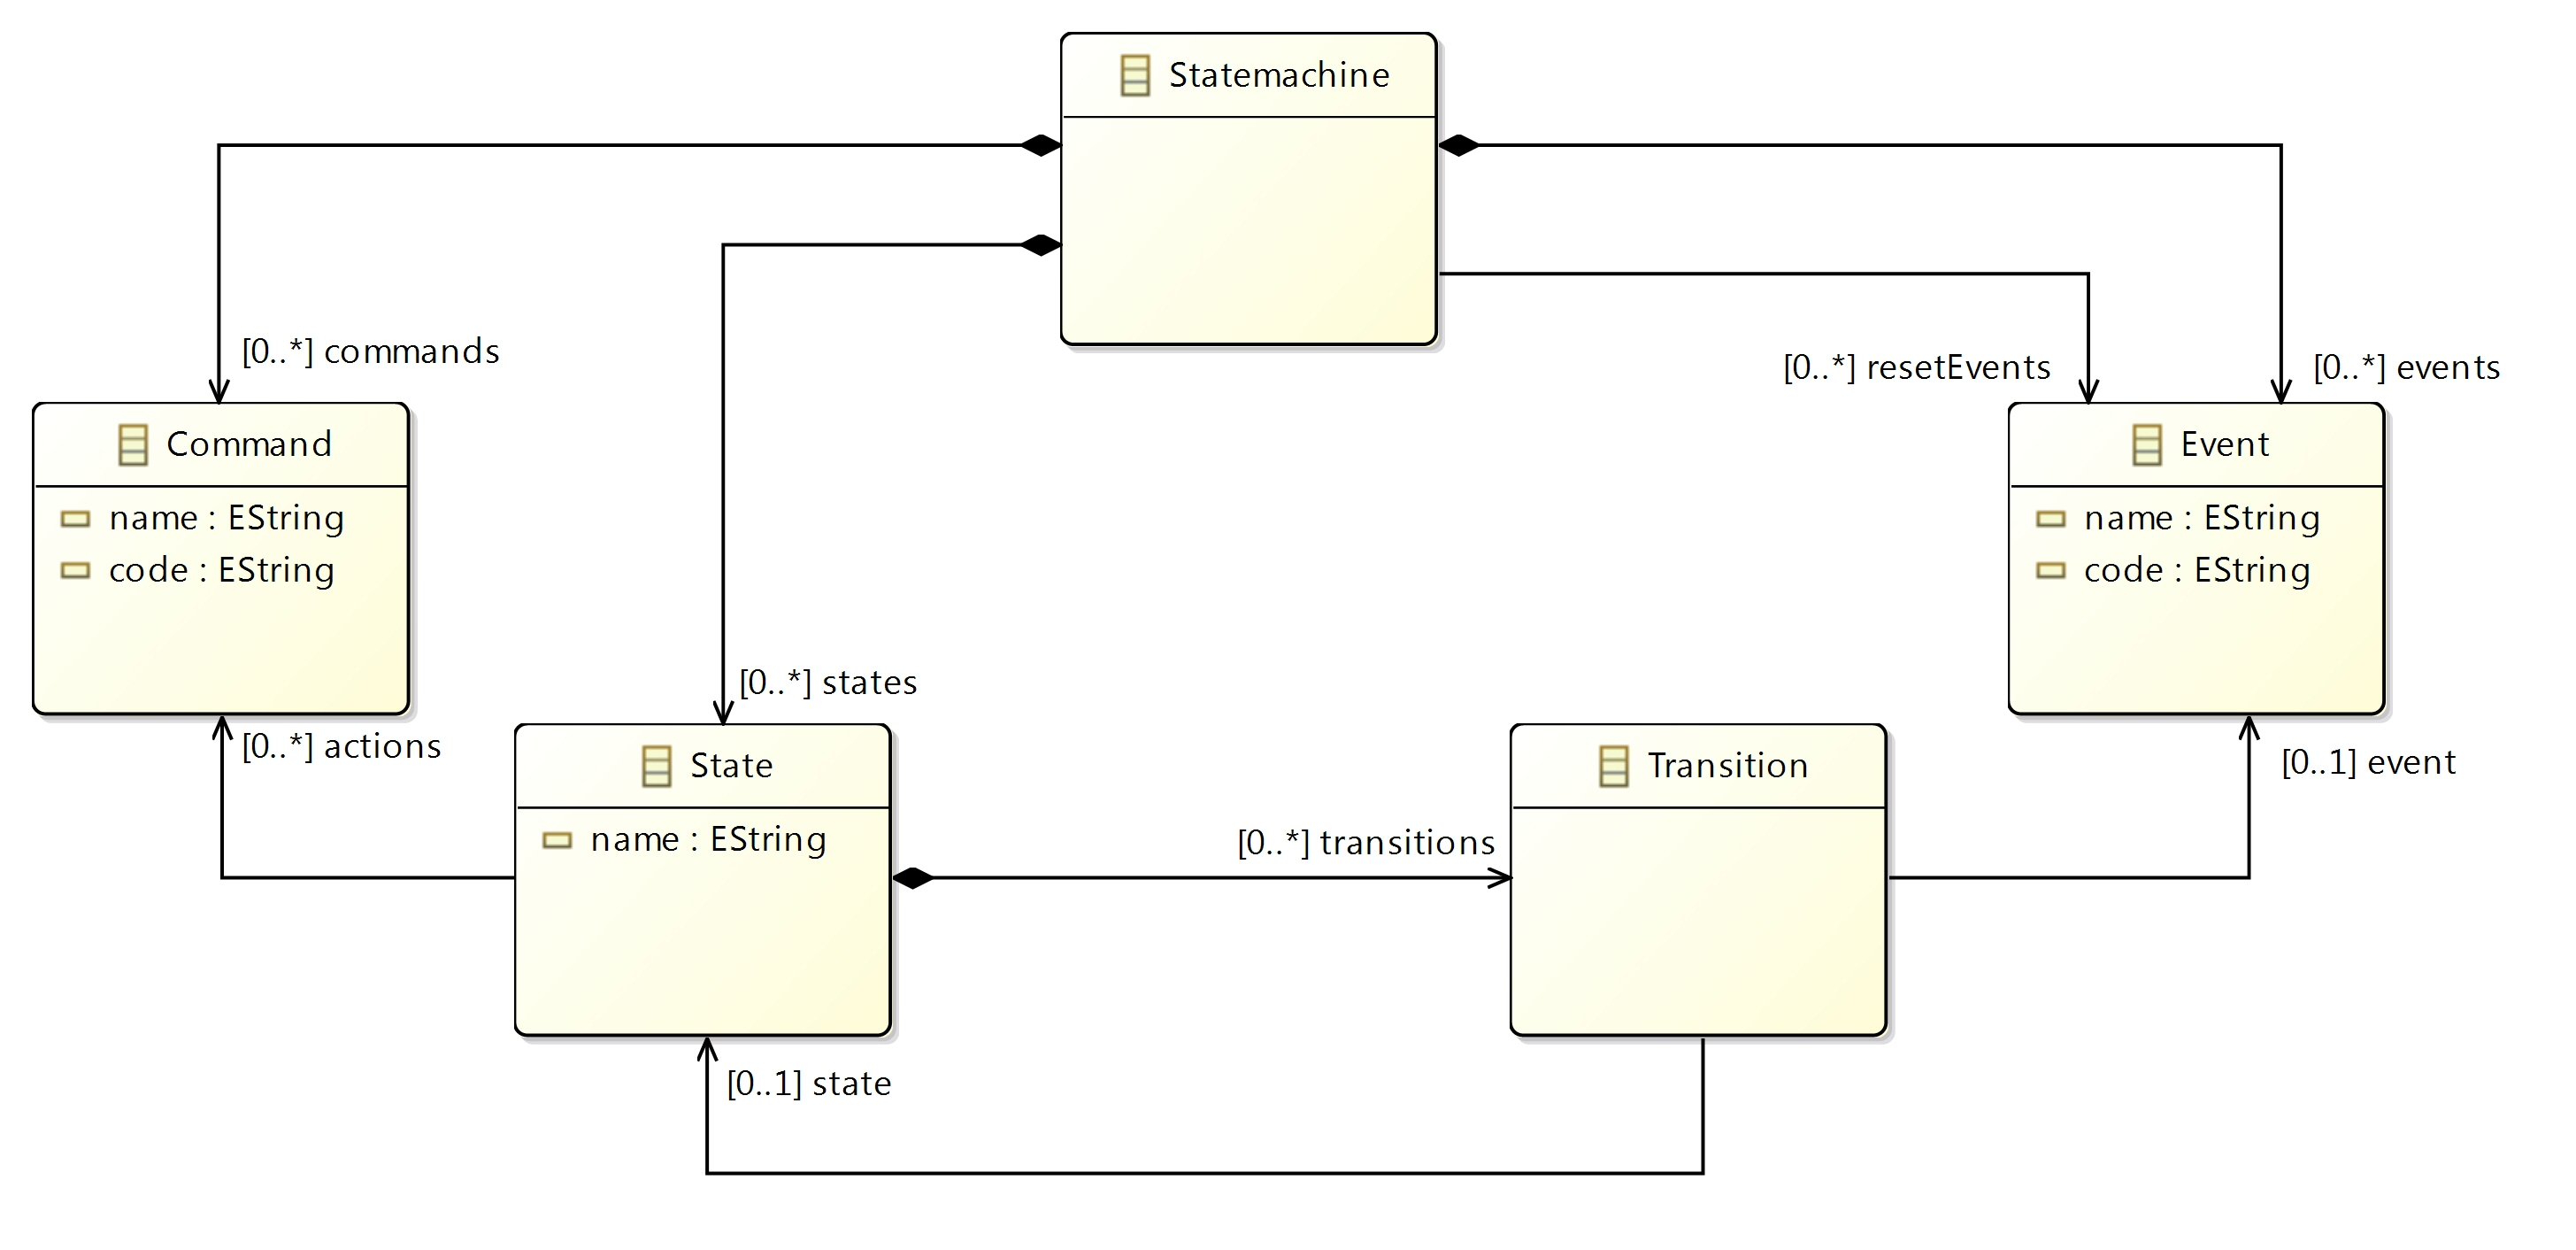 Statemachine
[0..*] commands
[0..*] resetEvents
[0..*] events
Command
name : EString
code : EString
Event
name : EString
code : EString
[0..*] states
[0..*] actions
State
name : EString
[0..*] transitions
Transition
[0..1] event
[0..1] state